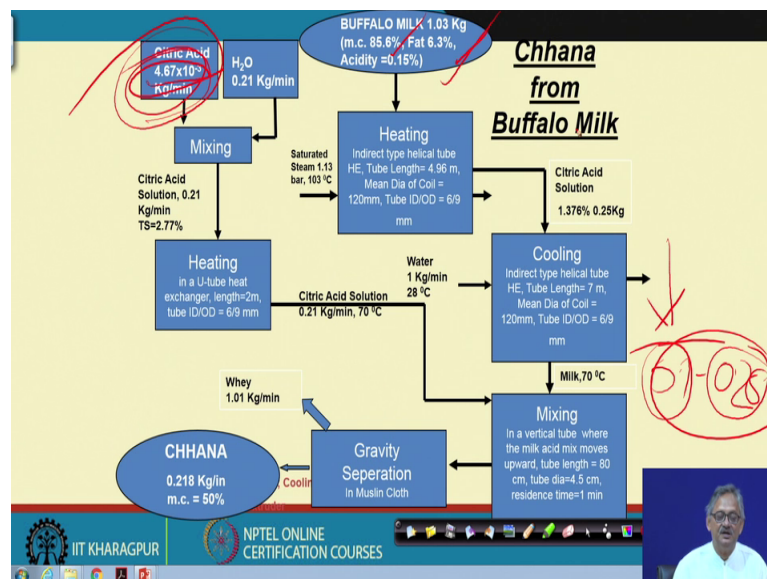 Citric Acid
4.67x10⁻³
Kg/min
H₂O
0.21 Kg/min
BUFFALO MILK 1.03 Kg
(m.c. 85.6%, Fat 6.3%,
Acidity =0.15%)
Chhana
from
Buffalo Milk
Mixing
Citric Acid
Solution, 0.21
Kg/min
TS=2.77%
Saturated
Steam 1.13
bar, 103 ⁰C
Heating
Indirect type helical tube
HE, Tube Length= 4.96 m,
Mean Dia of Coil =
120mm, Tube ID/OD = 6/9
mm
Citric Acid
Solution
1.376% 0.25Kg
Heating
in a U-tube heat
exchanger, length=2m,
tube ID/OD = 6/9 mm
Citric Acid Solution
0.21 Kg/min, 70 ⁰C
Water
1 Kg/min
28 ⁰C
Cooling
Indirect type helical tube
HE, Tube Length= 7 m,
Mean Dia of Coil =
120mm, Tube ID/OD = 6/9
mm
Milk,70 ⁰C
Mixing
In a vertical tube where
the milk acid mix moves
upward, tube length = 80
cm, tube dia=4.5 cm,
residence time=1 min
Whey
1.01 Kg/min
Gravity
Seperation
In Muslin Cloth
Coolin
CHHANA
0.218 Kg/in
m.c. = 50%
IIT KHARAGPUR
NPTEL ONLINE
CERTIFICATION COURSES